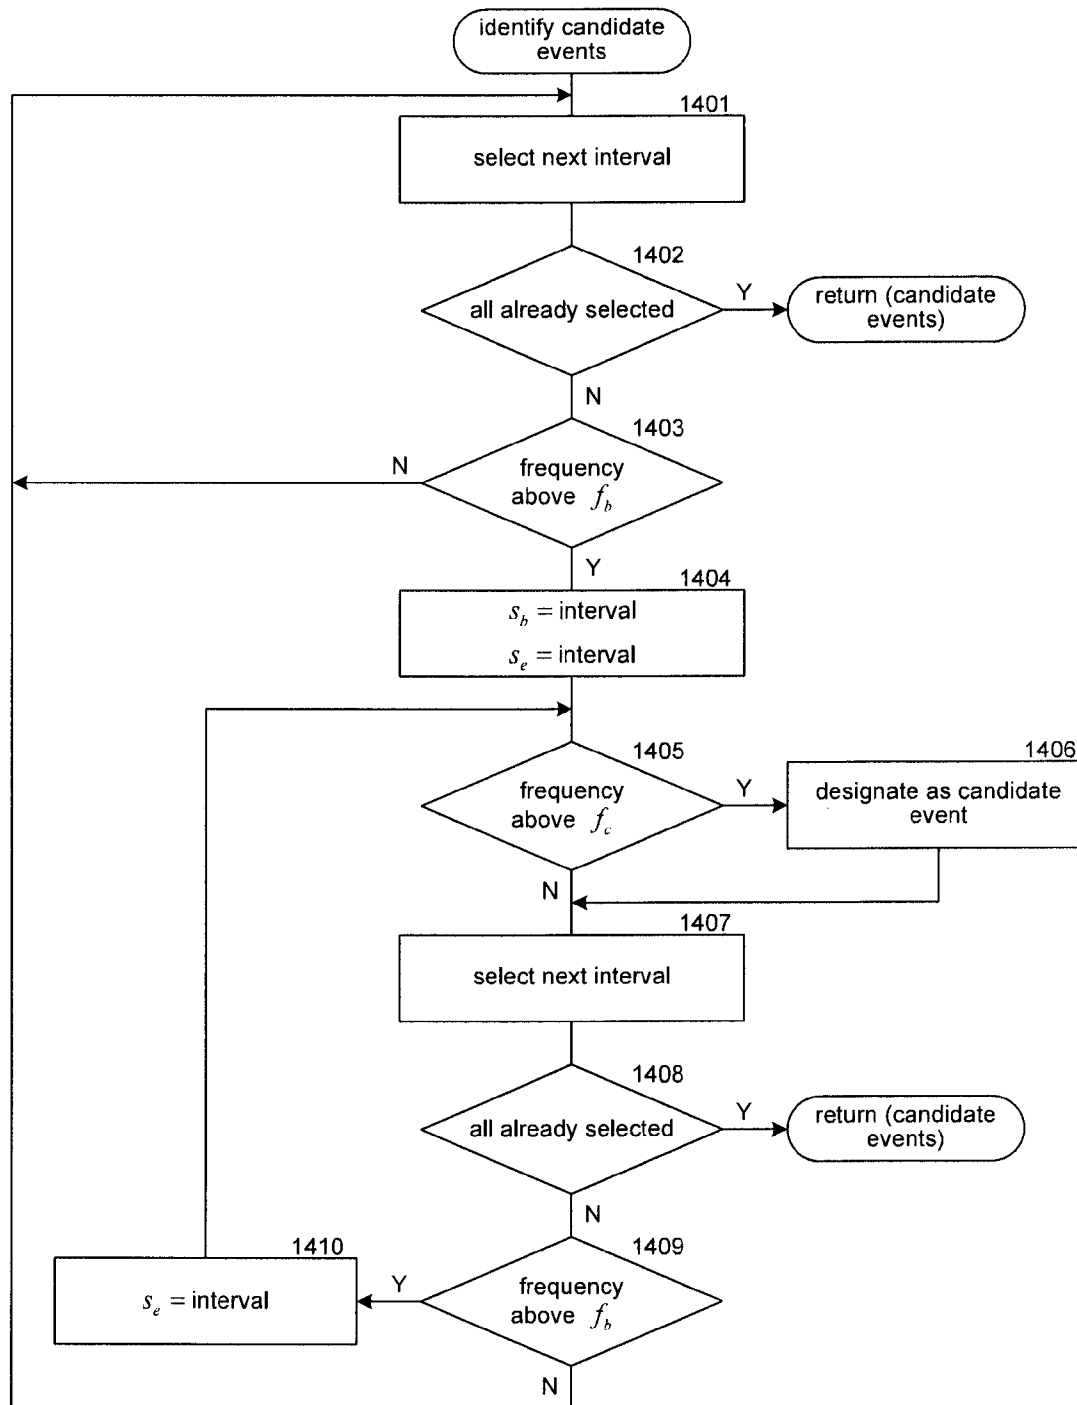 identify candidate
events
1401
select next interval
1402
all already selected
Y
return (candidate
events)
N
1403
frequency
above f_b
N
Y
1404
s_b = interval
s_e = interval
1405
frequency
above f_c
Y
1406
designate as candidate
event
N
1407
select next interval
1408
all already selected
Y
return (candidate
events)
N
1409
frequency
above f_b
Y
1410
s_e = interval
N